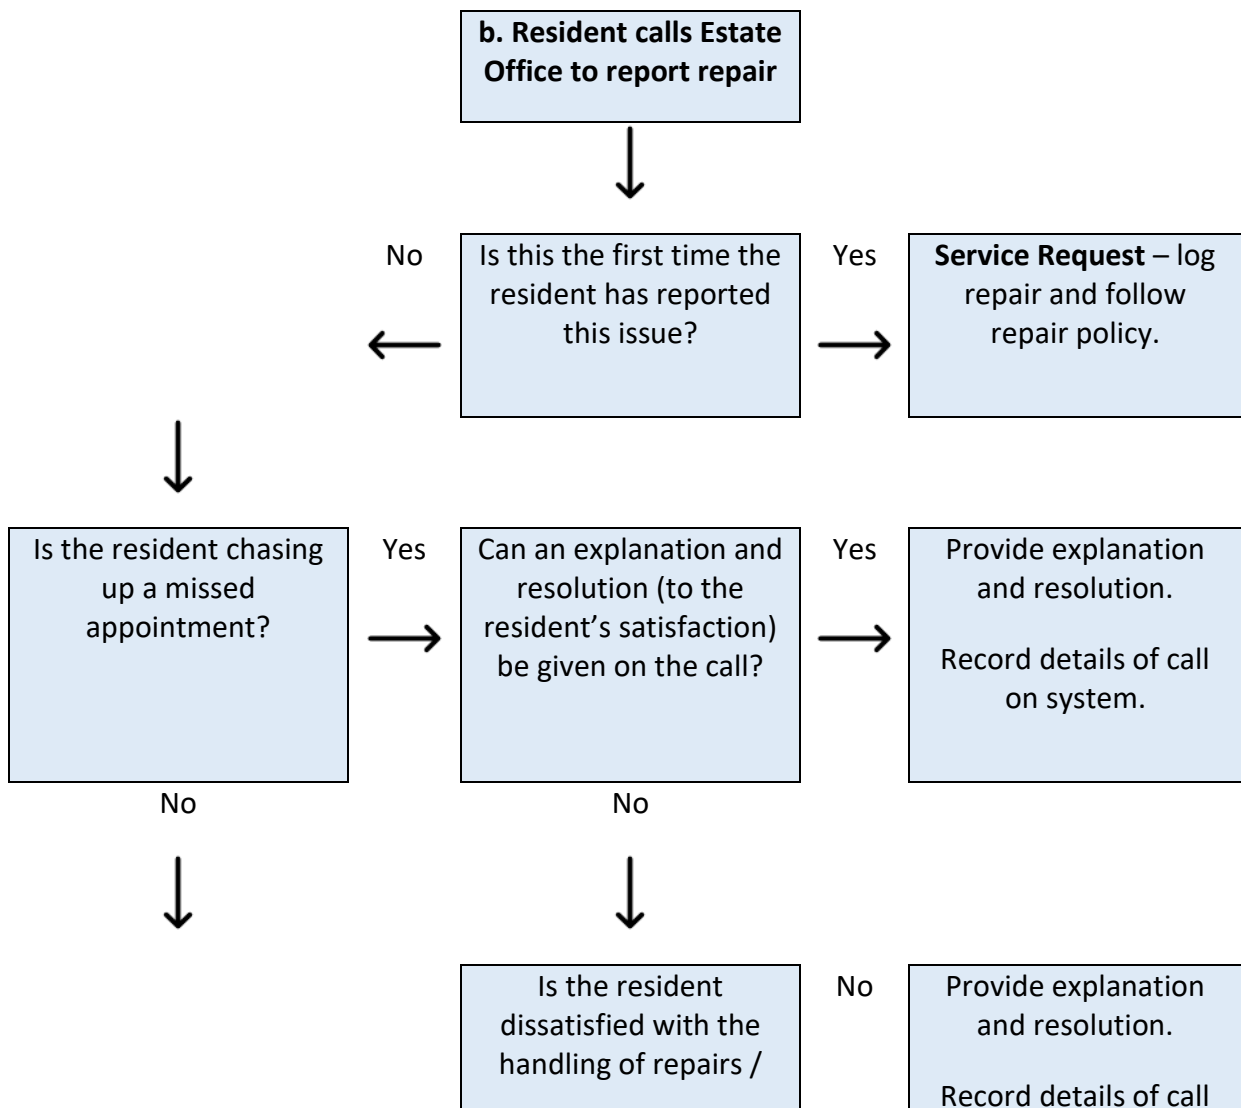 b. Resident calls Estate
Office to report repair
No
Is this the first time the
resident has reported
this issue?
Yes
Service Request – log
repair and follow
repair policy.
Is the resident chasing
up a missed
appointment?
Yes
Can an explanation and
resolution (to the
resident’s satisfaction)
be given on the call?
Yes
Provide explanation
and resolution.
Record details of call
on system.
No
No
Is the resident
dissatisfied with the
handling of repairs /
No
Provide explanation
and resolution.
Record details of call